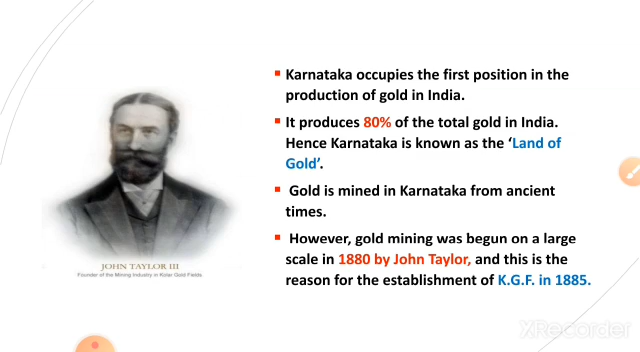 ▪ Karnataka occupies the first position in the
production of gold in India.
▪ It produces 80% of the total gold in India.
Hence Karnataka is known as the ‘Land of
Gold’.
▪ Gold is mined in Karnataka from ancient
times.
▪ However, gold mining was begun on a large
scale in 1880 by John Taylor, and this is the
reason for the establishment of K.G.F. in 1885.
JOHN TAYLOR III
Founder of the Mining Industry in Kolar Gold Fields
XRecorder